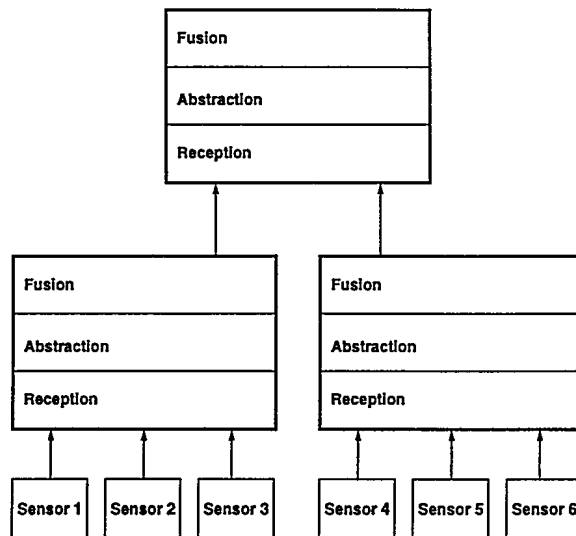 Fusion
Abstraction
Reception
Fusion
Abstraction
Reception
Fusion
Abstraction
Reception
Sensor 1
Sensor 2
Sensor 3
Sensor 4
Sensor 5
Sensor 6